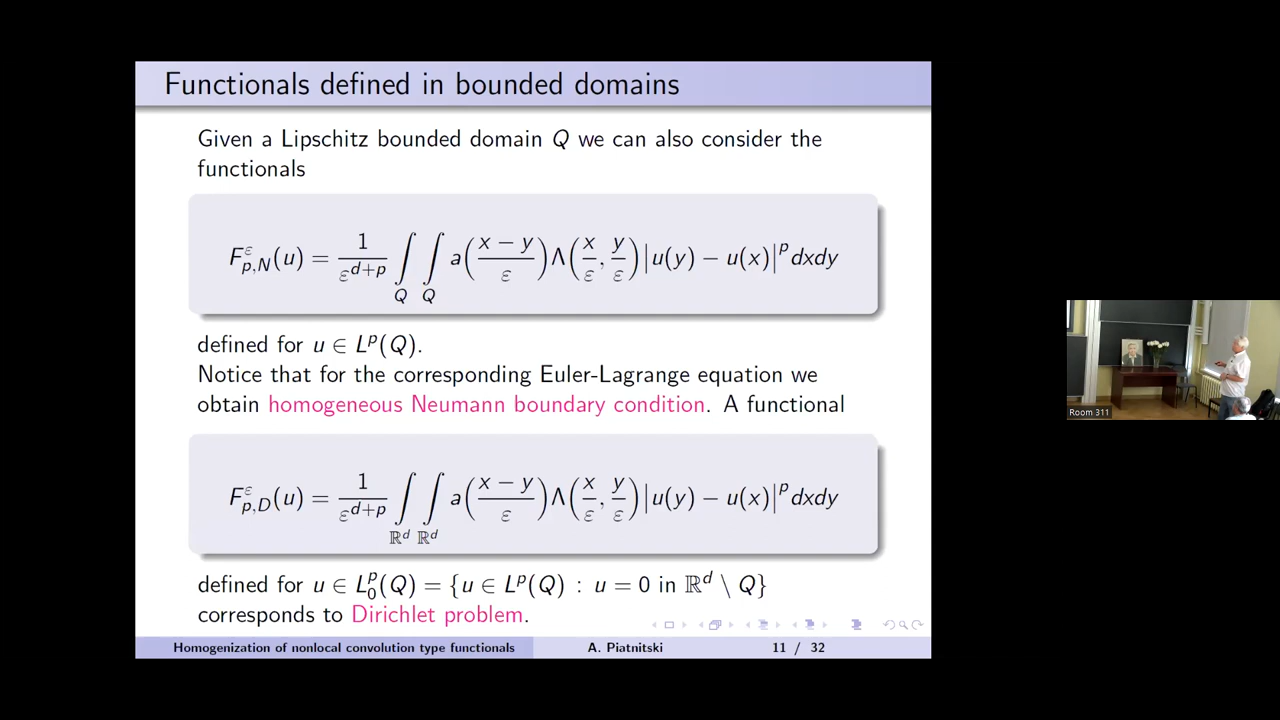 Functionals defined in bounded domains
Given a Lipschitz bounded domain Q we can also consider the
functionals
F^ε_{p,N}(u) = 1/ε^{d+p} ∫_Q ∫_Q a((x − y)/ε) Λ(x/ε, y/ε) |u(y) − u(x)|^p dxdy
defined for u ∈ L^p(Q).
Notice that for the corresponding Euler-Lagrange equation we
obtain homogeneous Neumann boundary condition. A functional
F^ε_{p,D}(u) = 1/ε^{d+p} ∫_{ℝ^d} ∫_{ℝ^d} a((x − y)/ε) Λ(x/ε, y/ε) |u(y) − u(x)|^p dxdy
defined for u ∈ L^p_0(Q) = {u ∈ L^p(Q) : u = 0 in ℝ^d \ Q}
corresponds to Dirichlet problem.
Homogenization of nonlocal convolution type functionals
A. Piatnitski
11 / 32
Room 311